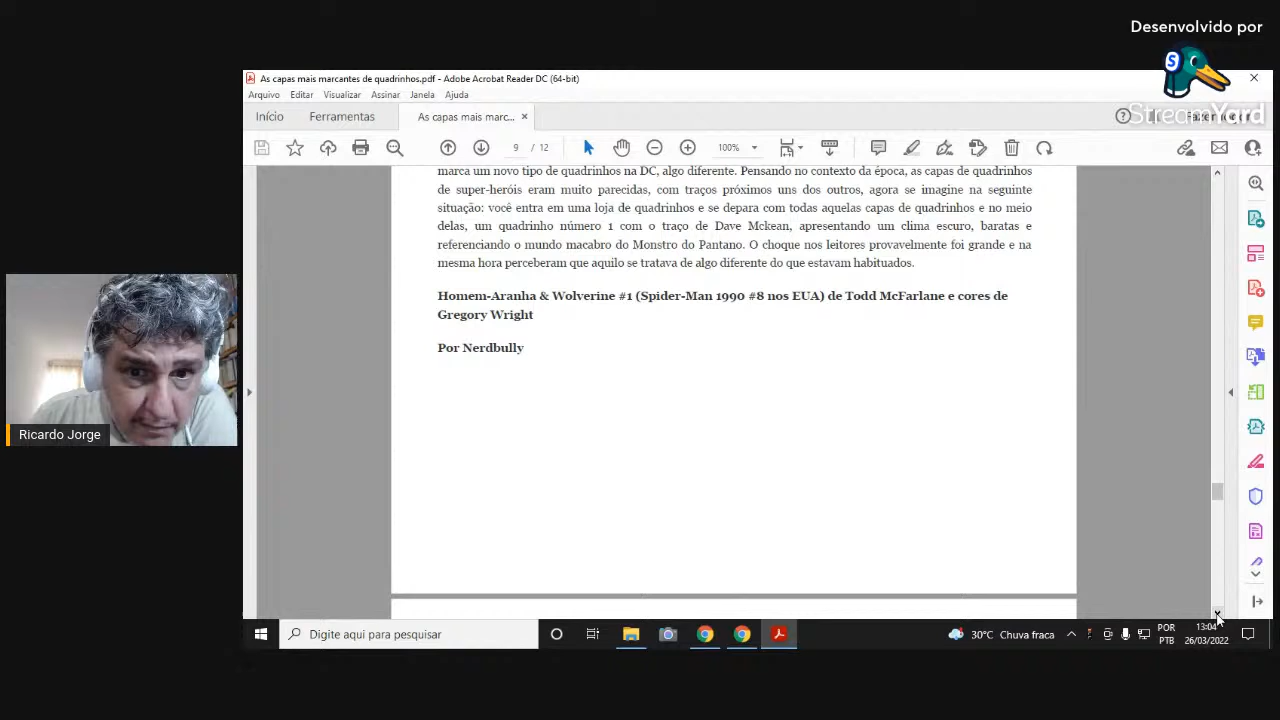 Desenvolvido por
StreamYard
As capas mais marcantes de quadrinhos.pdf - Adobe Acrobat Reader DC (64-bit)
Arquivo Editar Visualizar Assinar Janela Ajuda
Início Ferramentas As capas mais marc...
9 / 12 100%
marca um novo tipo de quadrinhos na DC, algo diferente. Pensando no contexto da época, as capas de quadrinhos
de super-heróis eram muito parecidas, com traços próximos uns dos outros, agora se imagine na seguinte
situação: você entra em uma loja de quadrinhos e se depara com todas aquelas capas de quadrinhos e no meio
delas, um quadrinho número 1 com o traço de Dave Mckean, apresentando um clima escuro, baratas e
referenciando o mundo macabro do Monstro do Pantano. O choque nos leitores provavelmente foi grande e na
mesma hora perceberam que aquilo se tratava de algo diferente do que estavam habituados.
Homem-Aranha & Wolverine #1 (Spider-Man 1990 #8 nos EUA) de Todd McFarlane e cores de
Gregory Wright
Por Nerdbully
Ricardo Jorge
Digite aqui para pesquisar
30°C Chuva fraca
POR
PTB
13:04
26/03/2022